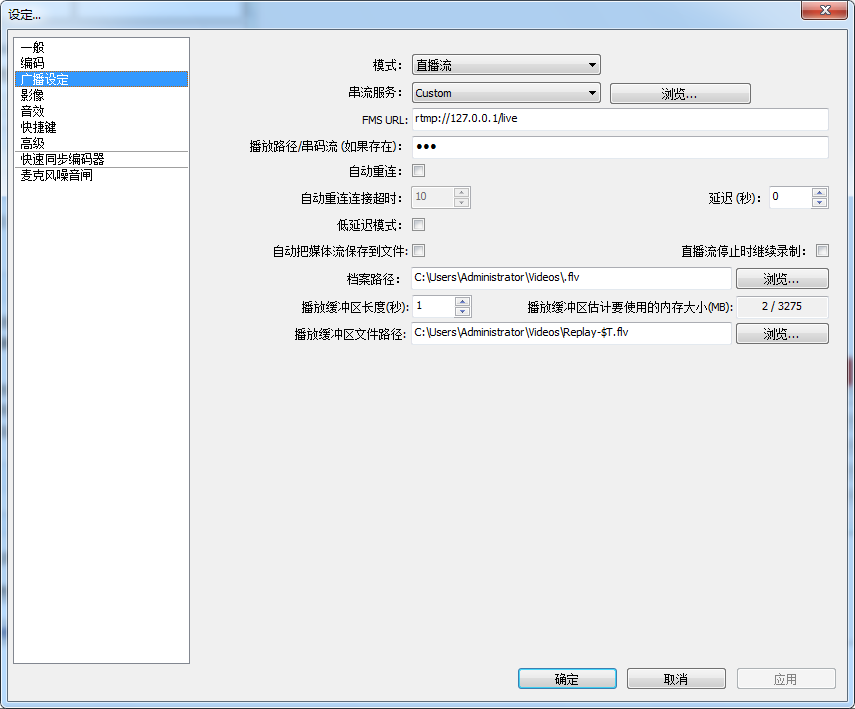 设定...
一般
编码
广播设定
影像
音效
快捷键
高级
快速同步编码器
麦克风噪音闸
模式： 直播流
串流服务： Custom 浏览...
FMS URL: rtmp://127.0.0.1/live
播放路径/串码流 (如果存在)： ●●●
自动重连：
自动重连连接超时： 10 延迟 (秒)： 0
低延迟模式：
自动把媒体流保存到文件： 直播流停止时继续录制：
档案路径： C:\Users\Administrator\Videos\.flv 浏览...
播放缓冲区长度(秒)： 1 播放缓冲区估计要使用的内存大小(MB)： 2 / 3275
播放缓冲区文件路径： C:\Users\Administrator\Videos\Replay-$T.flv 浏览...
确定 取消 应用